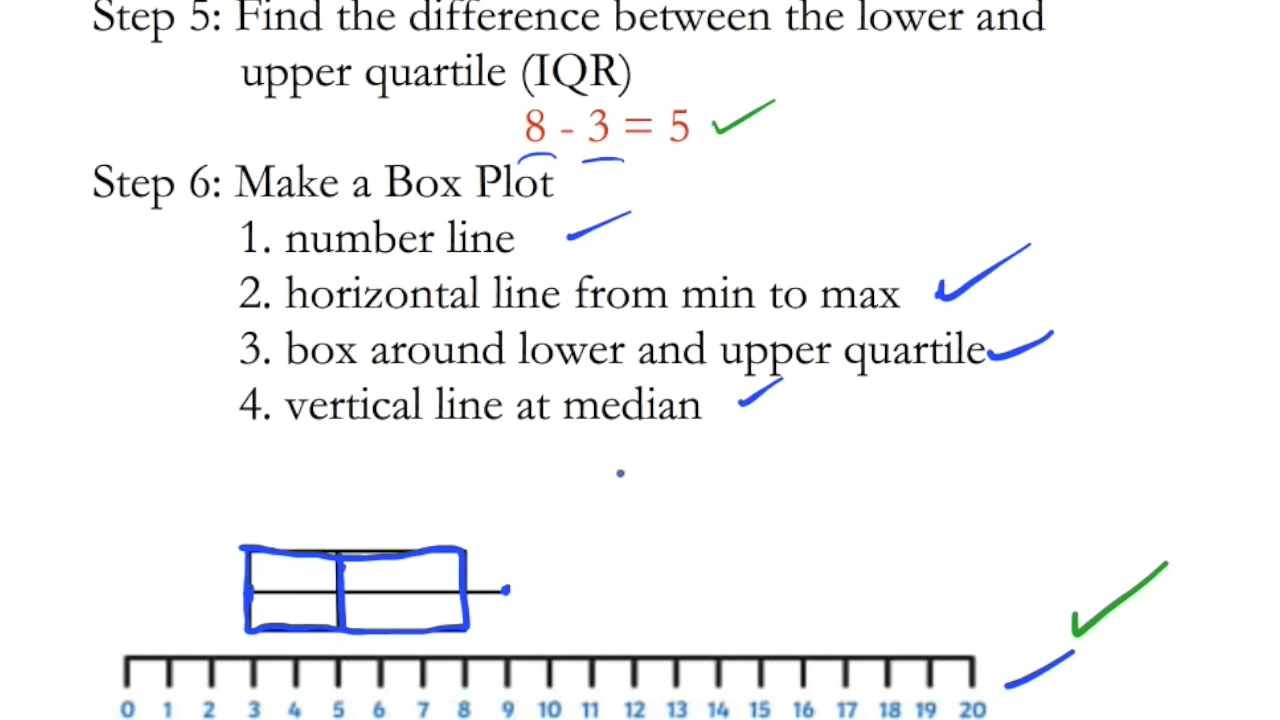 Step 5: Find the difference between the lower and
upper quartile (IQR)
8 - 3 = 5
Step 6: Make a Box Plot
1. number line
2. horizontal line from min to max
3. box around lower and upper quartile
4. vertical line at median
0 1 2 3 4 5 6 7 8 9 10 11 12 13 14 15 16 17 18 19 20